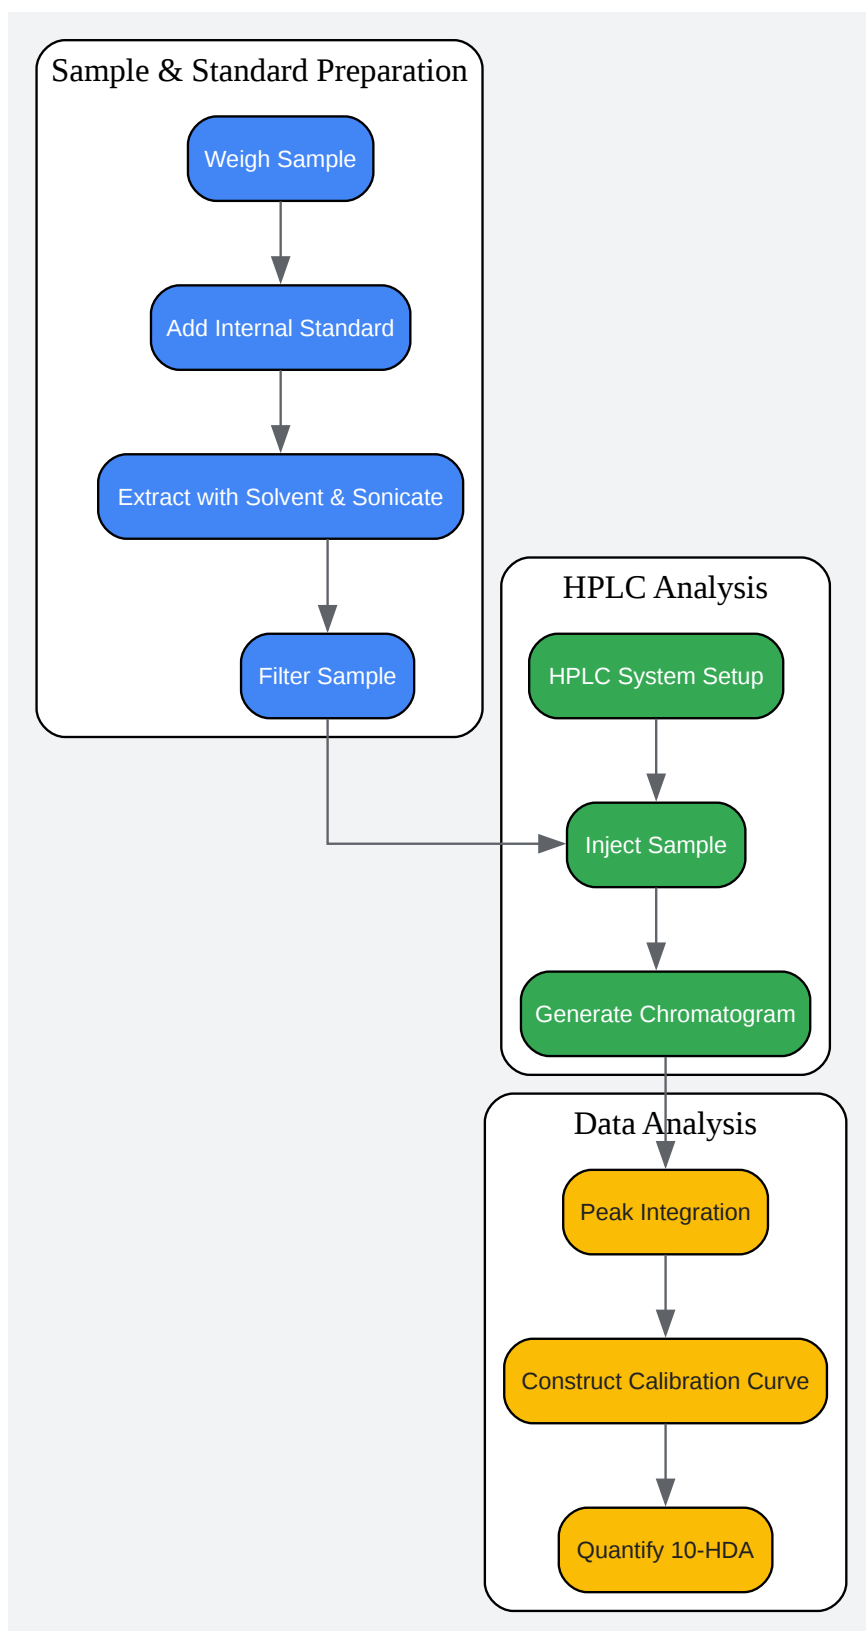 Sample & Standard Preparation
Weigh Sample
Add Internal Standard
Extract with Solvent & Sonicate
Filter Sample
HPLC Analysis
HPLC System Setup
Inject Sample
Generate Chromatogram
Data Analysis
Peak Integration
Construct Calibration Curve
Quantify 10-HDA